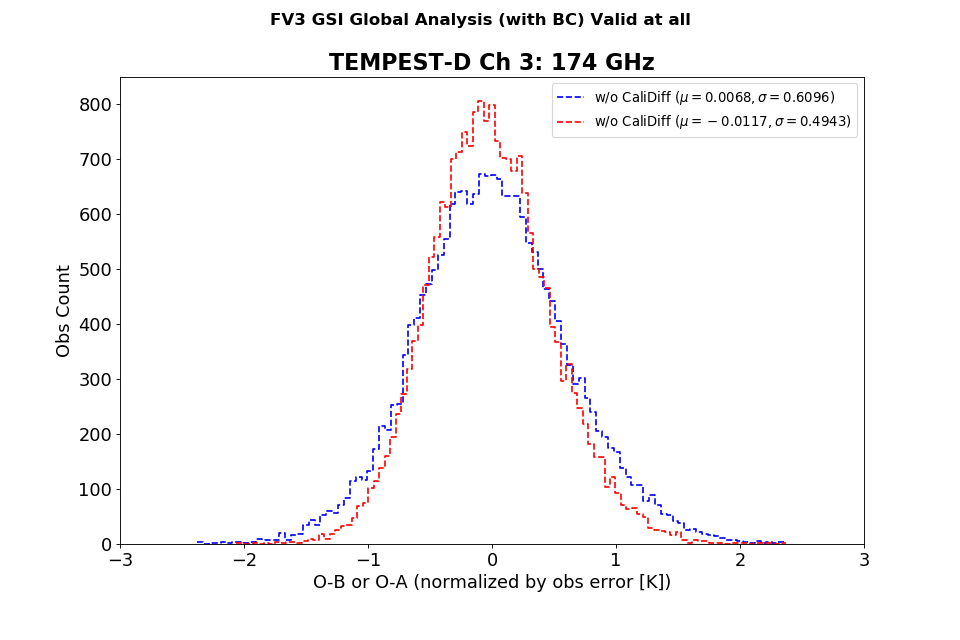 FV3 GSI Global Analysis (with BC) Valid at all
TEMPEST-D Ch 3: 174 GHz
w/o CaliDiff (μ = 0.0068, σ = 0.6096)
w/o CaliDiff (μ = −0.0117, σ = 0.4943)
Obs Count
800
700
600
500
400
300
200
100
0
−3 −2 −1 0 1 2 3
O-B or O-A (normalized by obs error [K])